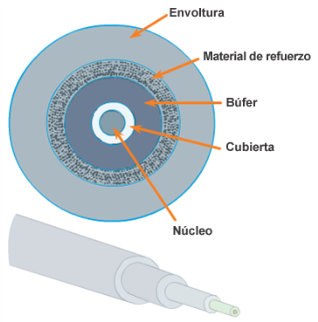 Envoltura
Material de refuerzo
Búfer
Cubierta
Núcleo